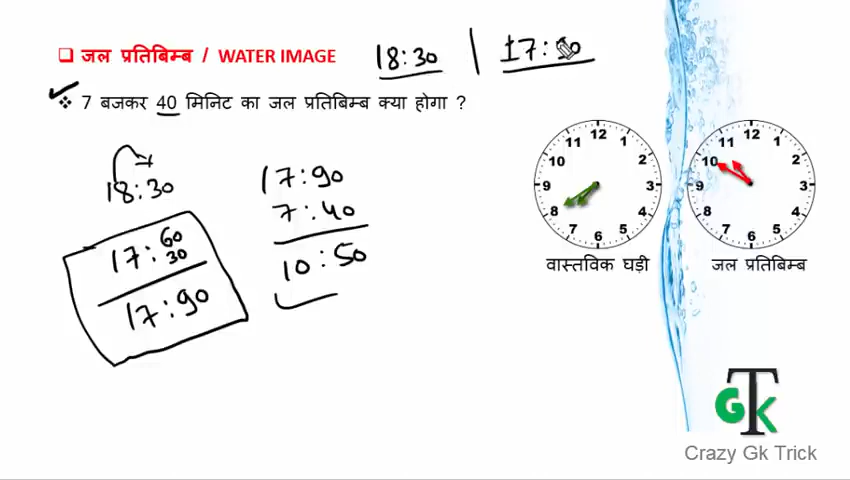 जल प्रतिबिम्ब / WATER IMAGE
18:30 | 17:90
7 बजकर 40 मिनिट का जल प्रतिबिम्ब क्या होगा ?
18:30
17:60
30
17:90
17:90
7:40
10:50
12 1 2 3 4 5 6 7 8 9 10 11
वास्तविक घड़ी
12 1 2 3 4 5 6 7 8 9 10 11
जल प्रतिबिम्ब
GTK
Crazy Gk Trick